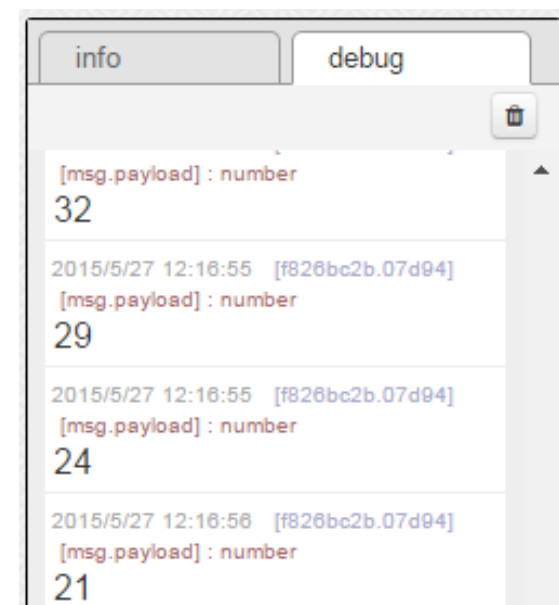 info debug
[msg.payload] : number
32
2015/5/27 12:16:55 [f826bc2b.07d94]
[msg.payload] : number
29
2015/5/27 12:16:55 [f826bc2b.07d94]
[msg.payload] : number
24
2015/5/27 12:16:56 [f826bc2b.07d94]
[msg.payload] : number
21